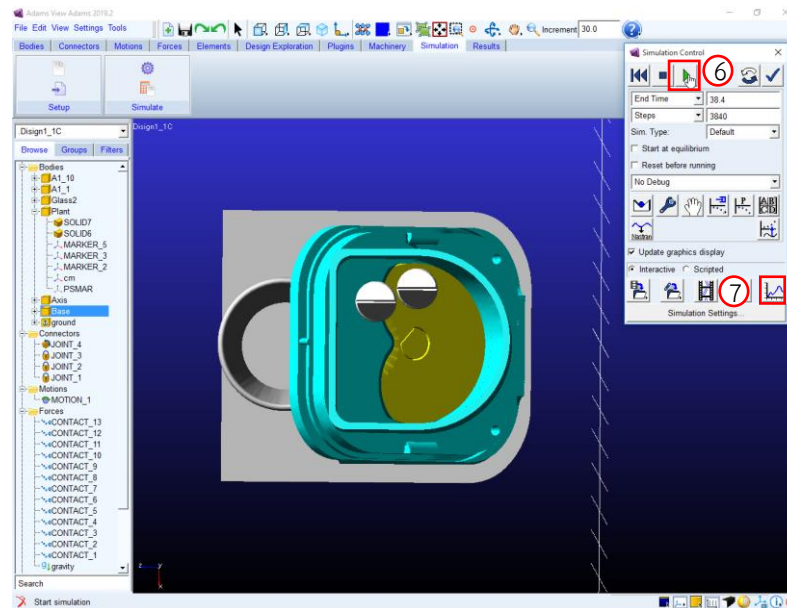 Adams View Adams 2019.2
File Edit View Settings Tools
Increment 30.0
Bodies Connectors Motions Forces Elements Design Exploration Plugins Machinery Simulation Results
Setup Simulate
Disign1_1C
Browse Groups Filters
Bodies
A1_10
A1_1
Glass2
Plant
SOLID7
SOLID6
MARKER_5
MARKER_3
MARKER_2
cm
PSMAR
Axis
Base
ground
Connectors
JOINT_4
JOINT_3
JOINT_2
JOINT_1
Motions
MOTION_1
Forces
CONTACT_13
CONTACT_12
CONTACT_11
CONTACT_10
CONTACT_9
CONTACT_8
CONTACT_7
CONTACT_6
CONTACT_5
CONTACT_4
CONTACT_3
CONTACT_2
CONTACT_1
gravity
Search
Start simulation
Disign1_1C
z y
x
Simulation Control
6
End Time 38.4
Steps 3840
Sim. Type: Default
Start at equilibrium
Reset before running
No Debug
Nastran
Update graphics display
Interactive Scripted
7
Simulation Settings...